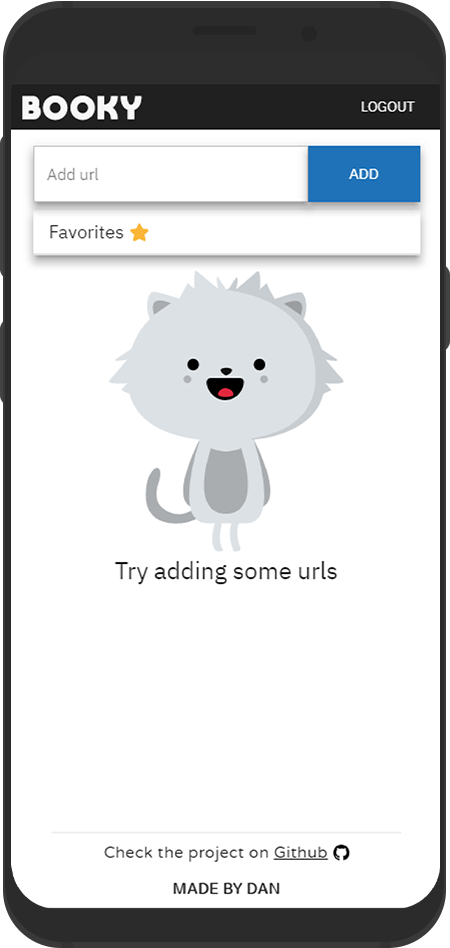 BOOKY
LOGOUT
Add url
ADD
Favorites
Try adding some urls
Check the project on Github
MADE BY DAN